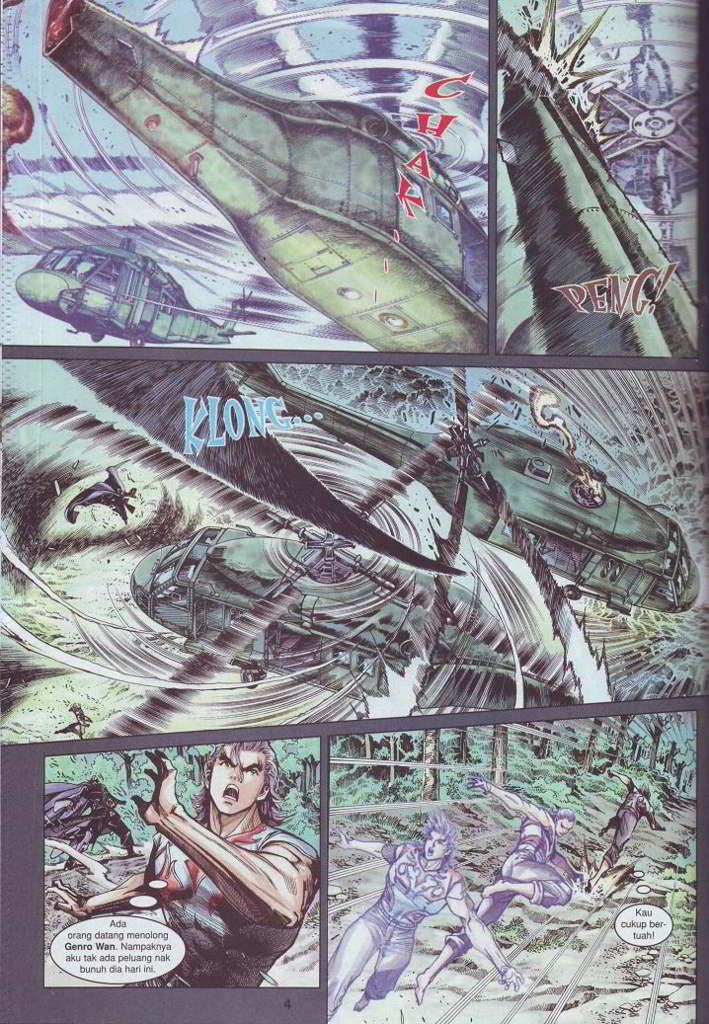 CHAK!
PENG!
KLONG...
Ada
orang datang menolong
Genro Wan. Nampaknya
aku tak ada peluang nak
bunuh dia hari ini.
Kau
cukup ber-
tuah!
4